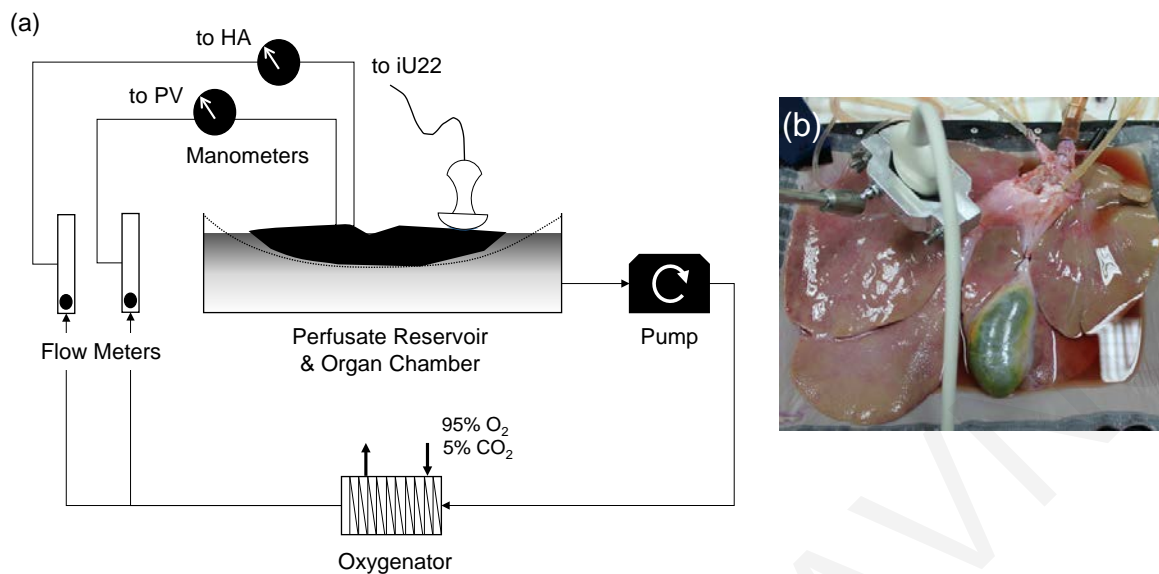 (a)
to HA
to iU22
to PV
Manometers
(b)
Flow Meters
Perfusate Reservoir
& Organ Chamber
Pump
95% O₂
5% CO₂
Oxygenator